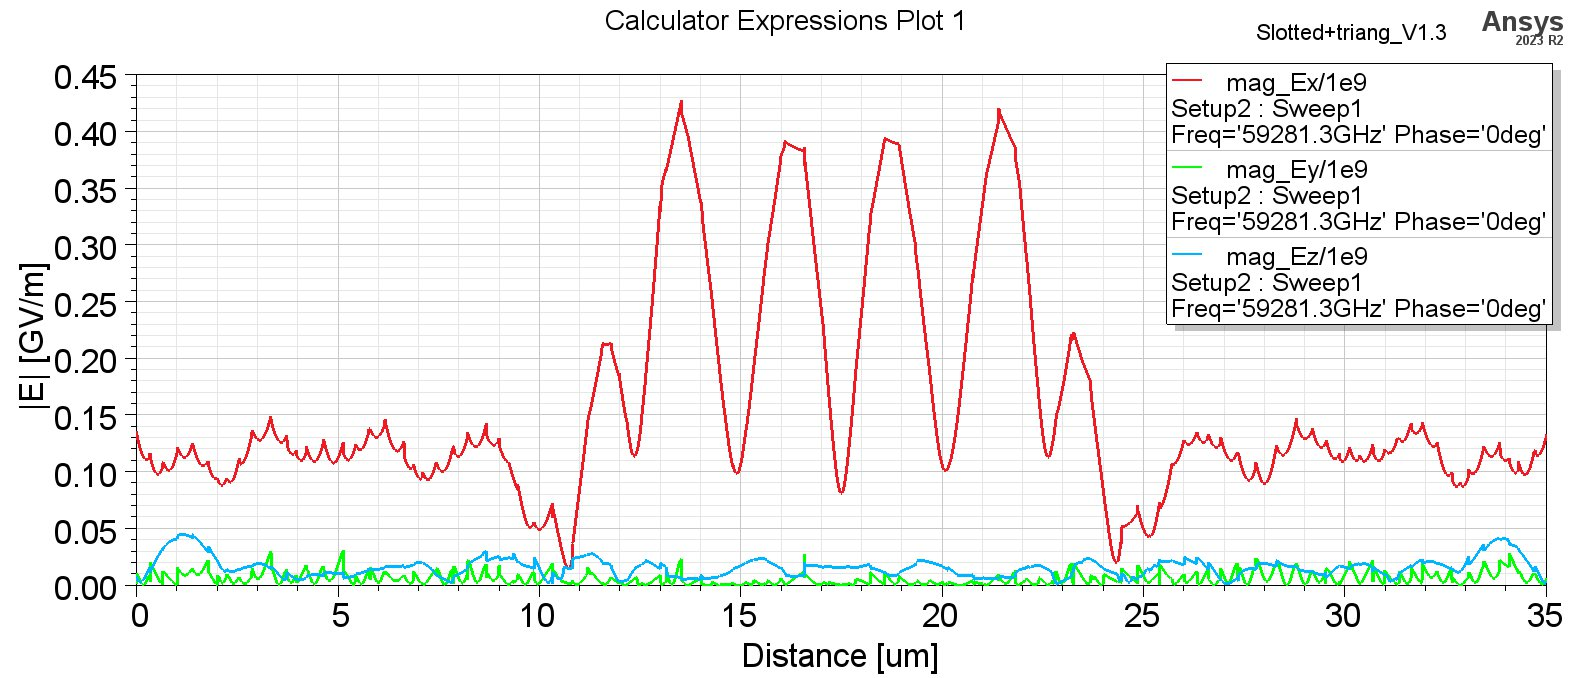 Calculator Expressions Plot 1
Slotted+triang_V1.3
Ansys
2023 R2
mag_Ex/1e9
Setup2 : Sweep1
Freq='59281.3GHz' Phase='0deg'
mag_Ey/1e9
Setup2 : Sweep1
Freq='59281.3GHz' Phase='0deg'
mag_Ez/1e9
Setup2 : Sweep1
Freq='59281.3GHz' Phase='0deg'
|E| [GV/m]
0.45
0.40
0.35
0.30
0.25
0.20
0.15
0.10
0.05
0.00
0 5 10 15 20 25 30 35
Distance [um]